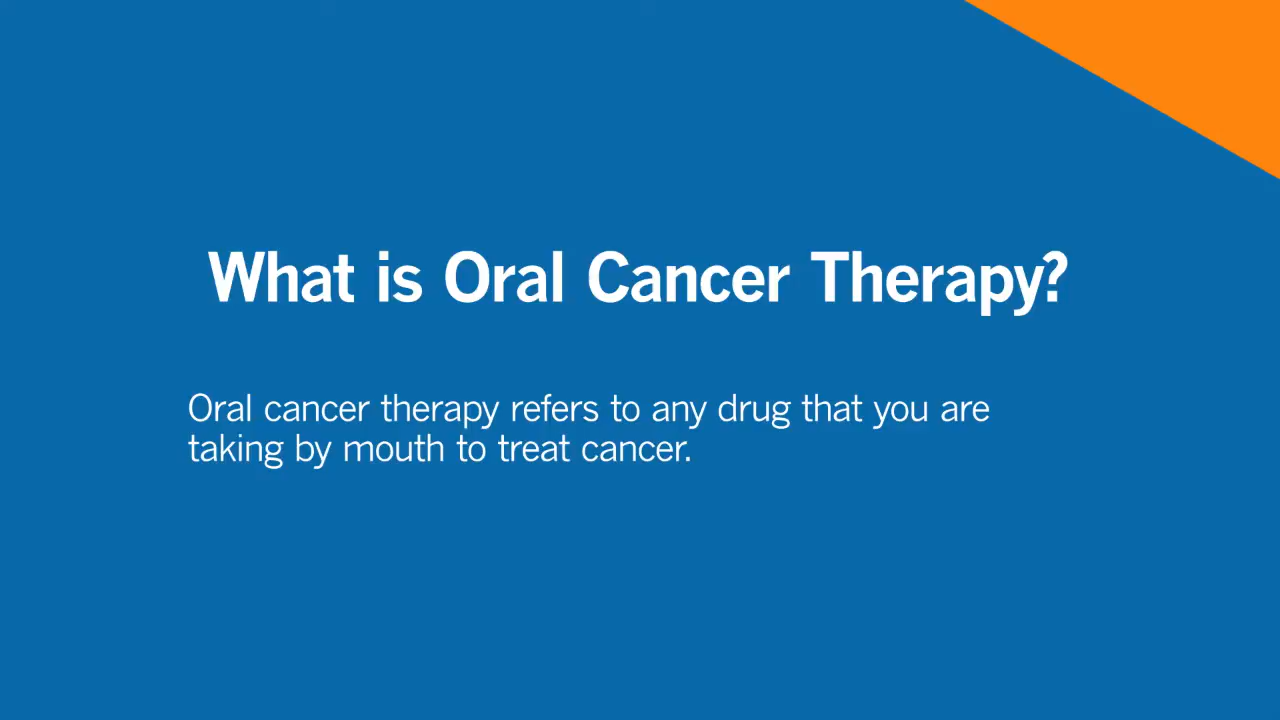 What is Oral Cancer Therapy?
Oral cancer therapy refers to any drug that you are
taking by mouth to treat cancer.